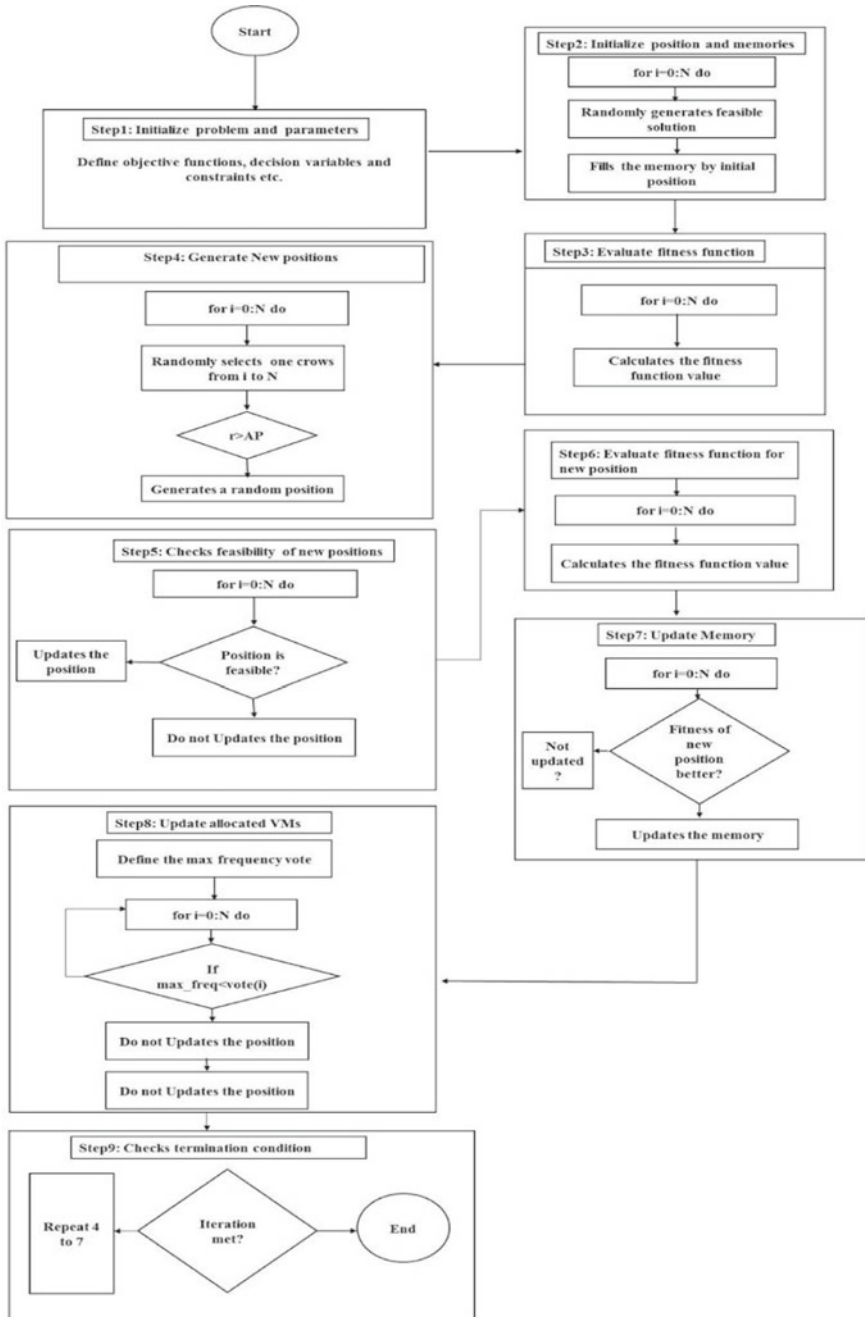 Start
Step1: Initialize problem and parameters
Define objective functions, decision variables and
constraints etc.
Step2: Initialize position and memories
for i=0:N do
Randomly generates feasible
solution
Fills the memory by initial
position
Step3: Evaluate fitness function
for i=0:N do
Calculates the fitness
function value
Step4: Generate New positions
for i=0:N do
Randomly selects one crows
from i to N
r>AP
Generates a random position
Step5: Checks feasibility of new positions
for i=0:N do
Position is
feasible?
Updates the
position
Do not Updates the position
Step6: Evaluate fitness function for
new position
for i=0:N do
Calculates the fitness function value
Step7: Update Memory
for i=0:N do
Fitness of
new
position
better?
Not
updated
?
Updates the memory
Step8: Update allocated VMs
Define the max frequency vote
for i=0:N do
If
max_freq<vote(i)
Do not Updates the position
Do not Updates the position
Step9: Checks termination condition
Repeat 4
to 7
Iteration
met?
End